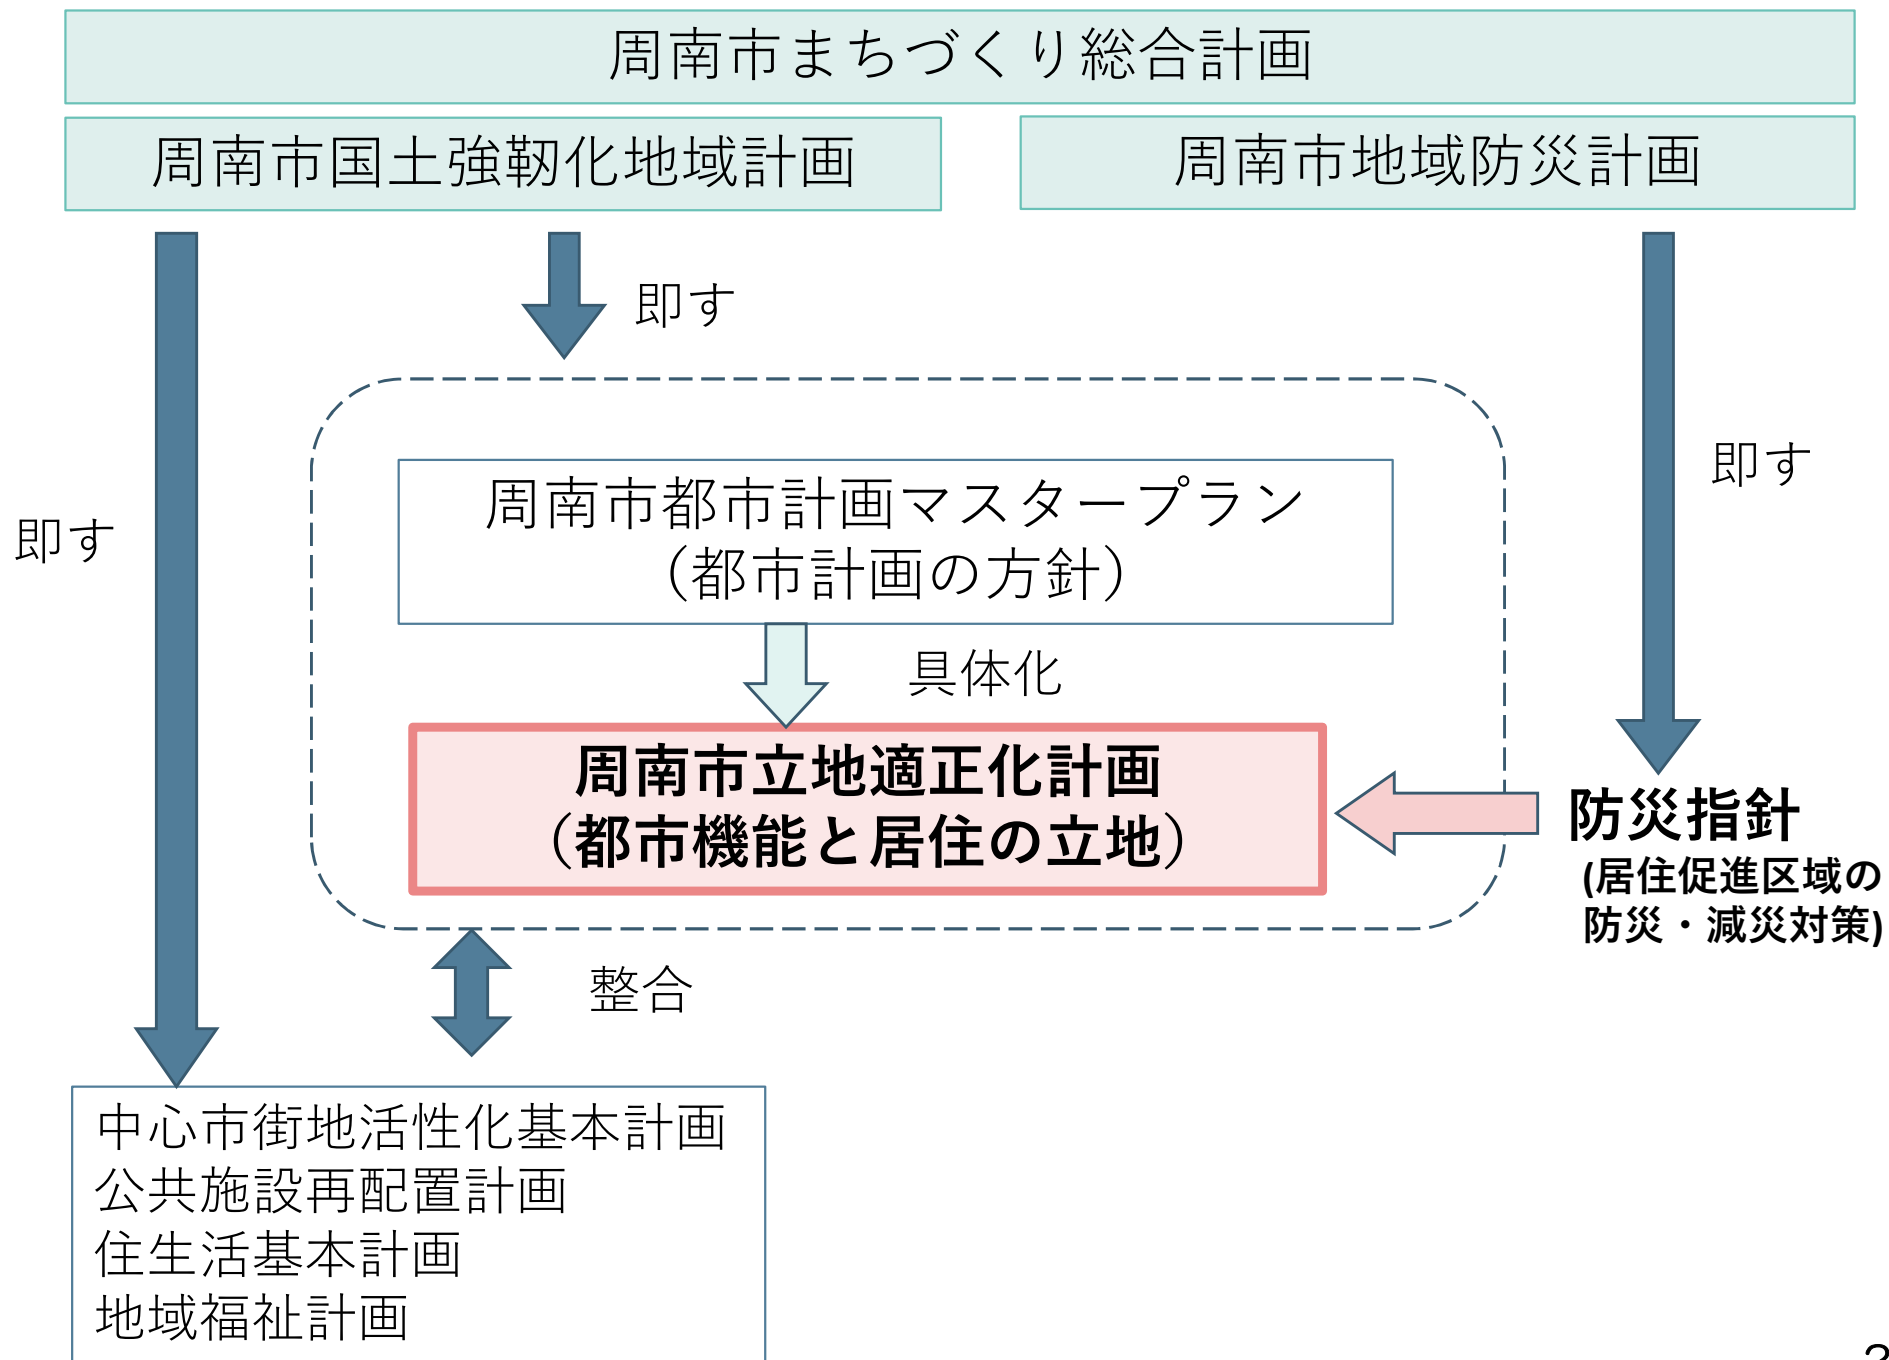 周南市まちづくり総合計画
周南市国土強靭化地域計画
周南市地域防災計画
即す
即す
即す
周南市都市計画マスタープラン
（都市計画の方針）
具体化
周南市立地適正化計画
（都市機能と居住の立地）
防災指針
(居住促進区域の
防災・減災対策)
整合
中心市街地活性化基本計画
公共施設再配置計画
住生活基本計画
地域福祉計画